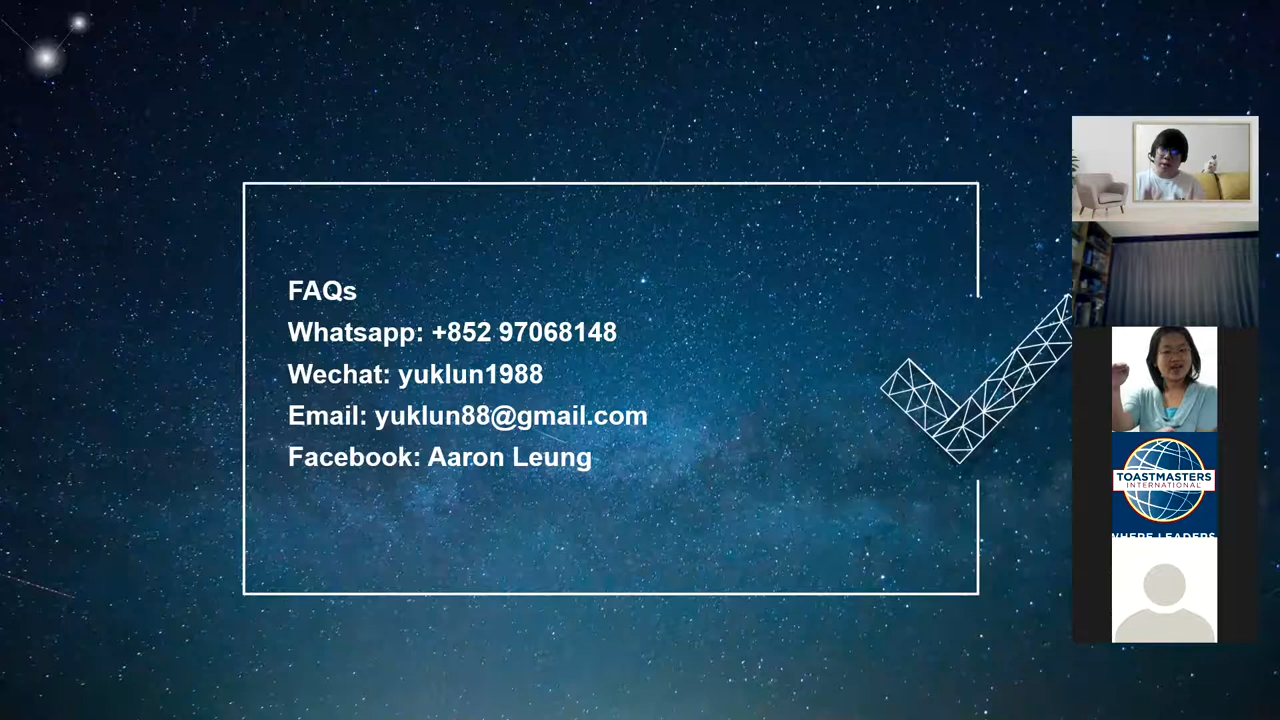 FAQs
Whatsapp: +852 97068148
Wechat: yuklun1988
Email: yuklun88@gmail.com
Facebook: Aaron Leung
TOASTMASTERS
INTERNATIONAL
WHERE LEADERS